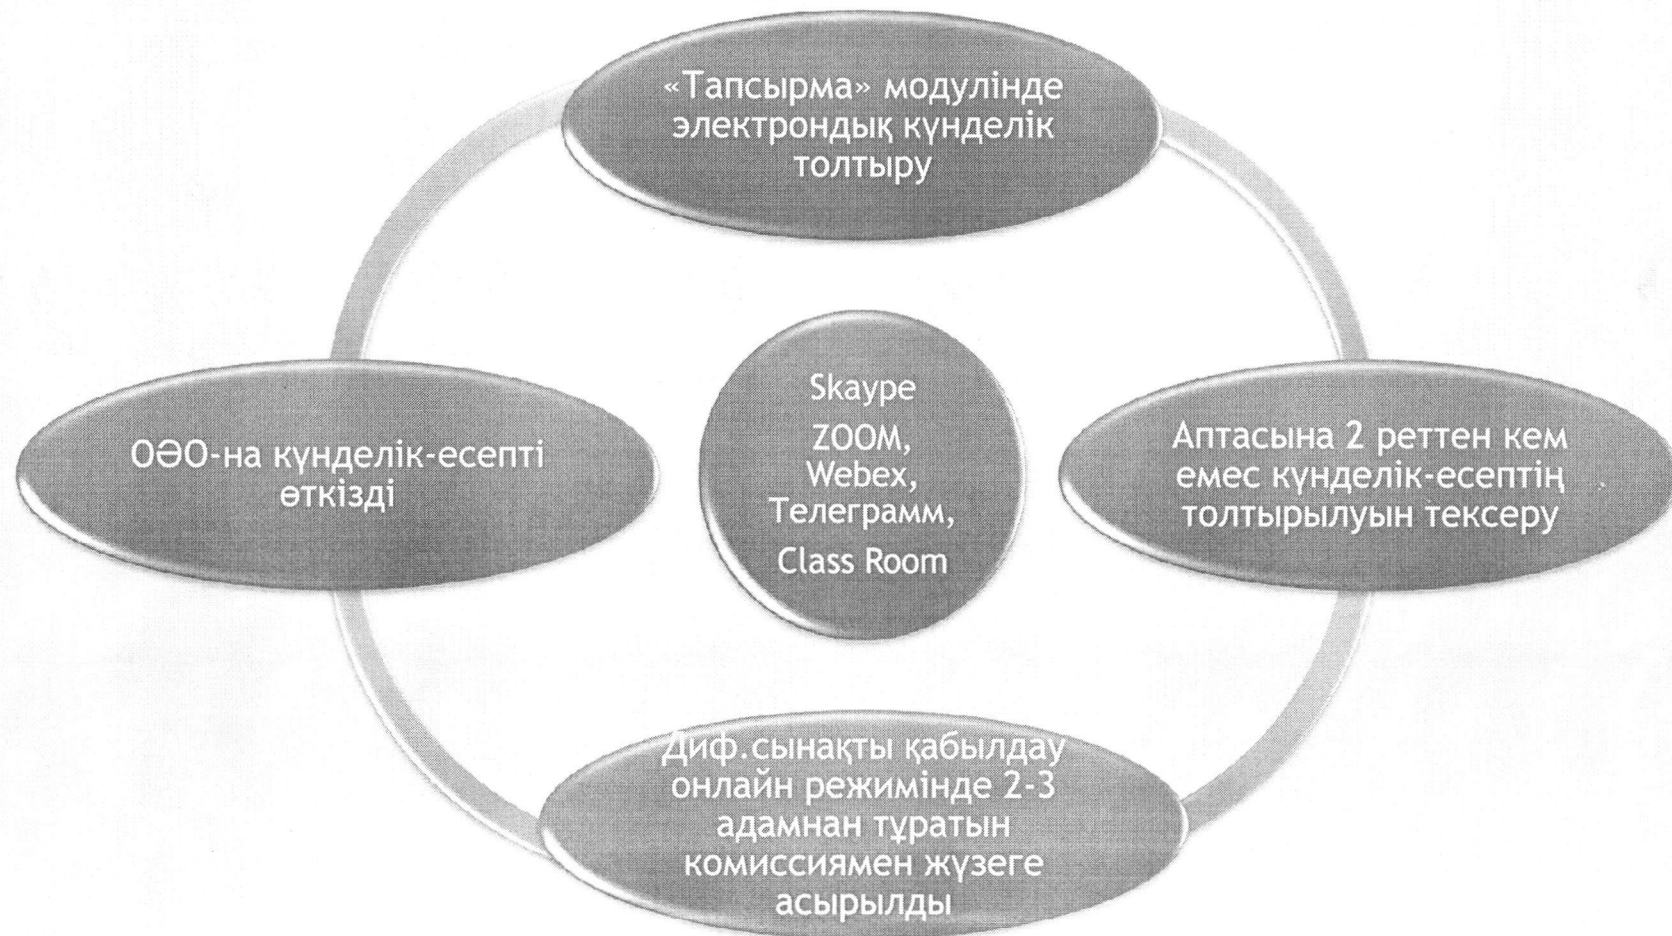 «Тапсырма» модулінде
электрондық күнделік
толтыру
ОӘО-на күнделік-есепті
өткізді
Skaype
ZOOM,
Webex,
Телеграмм,
Class Room
Аптасына 2 реттен кем
емес күнделік-есептің
толтырылуын тексеру
Диф.сынақты қабылдау
онлайн режимінде 2-3
адамнан тұратын
комиссиямен жүзеге
асырылды